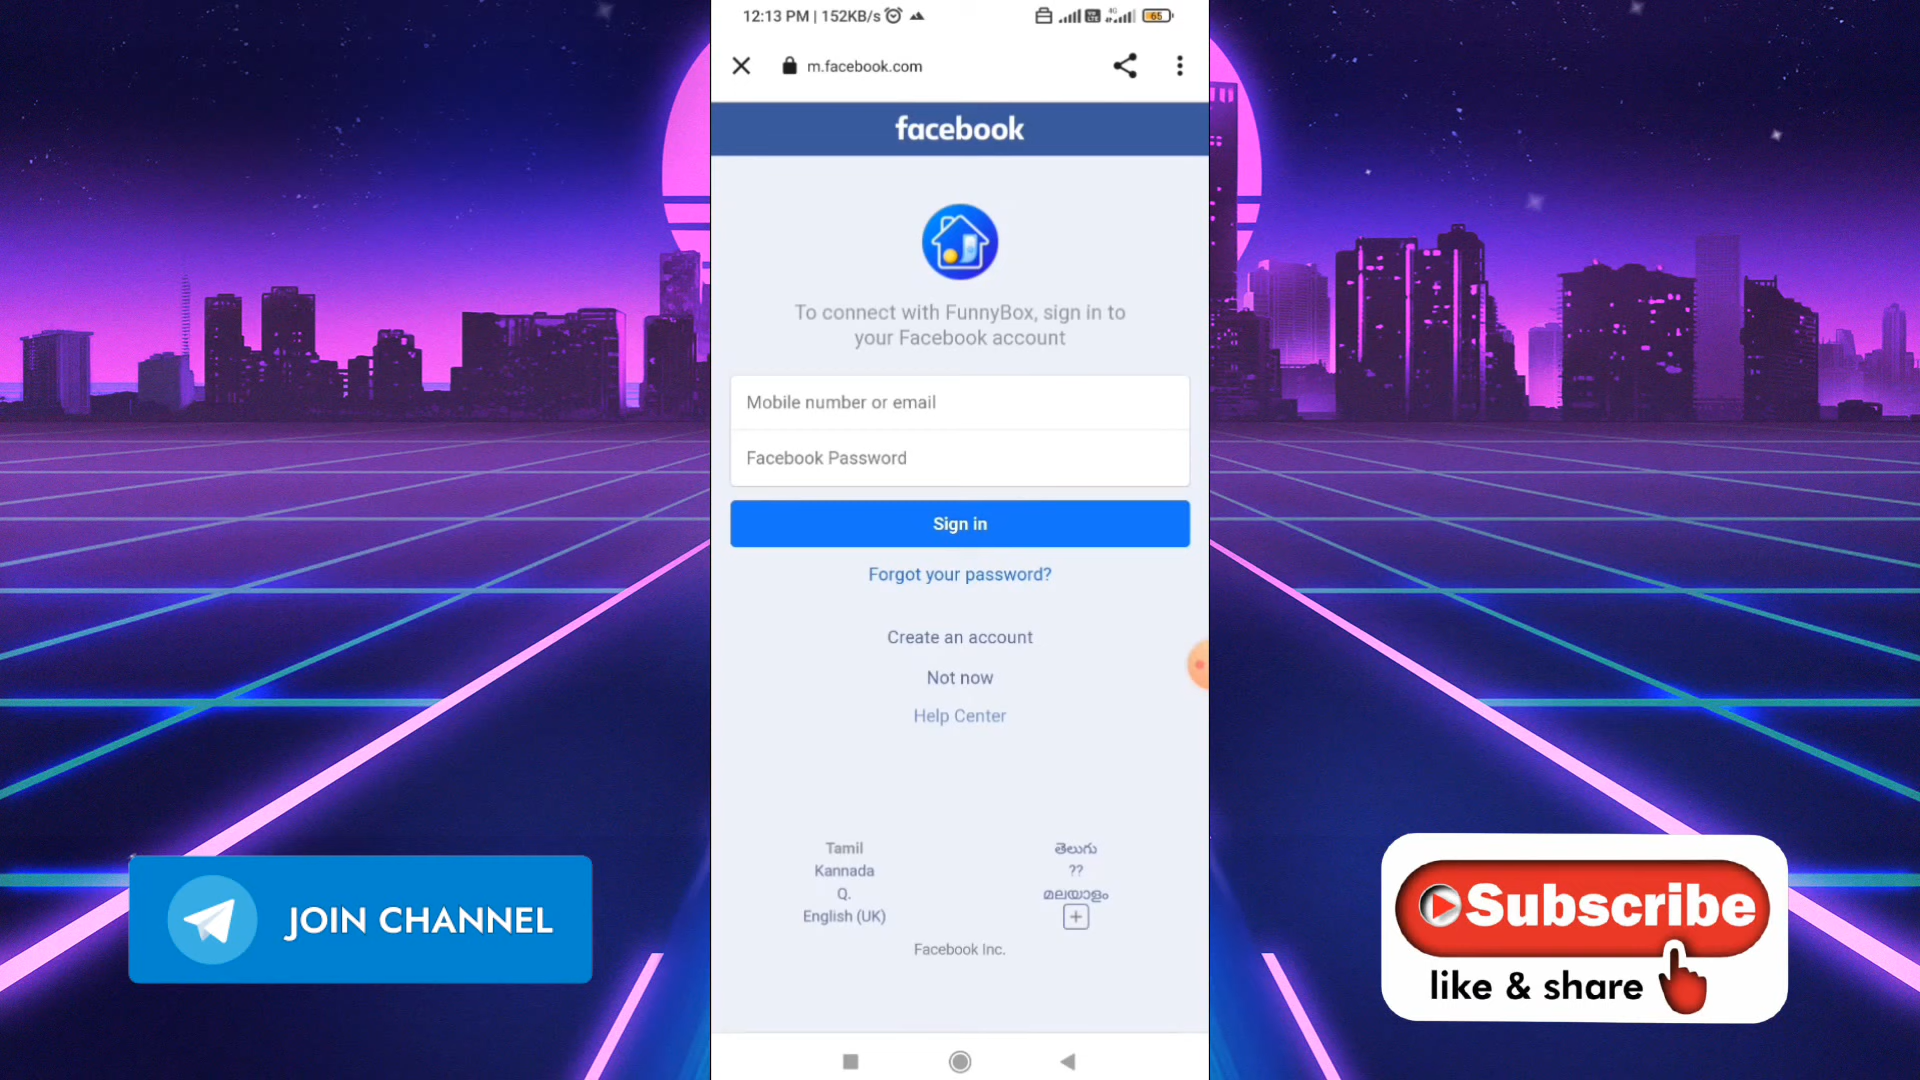 12:13 PM | 152KB/s
4G
65
m.facebook.com
facebook
To connect with FunnyBox, sign in to
your Facebook account
Mobile number or email
Facebook Password
Sign in
Forgot your password?
Create an account
Not now
Help Center
Tamil
తెలుగు
Kannada
??
Q.
മലയാളം
English (UK)
+
Facebook Inc.
JOIN CHANNEL
Subscribe
like & share